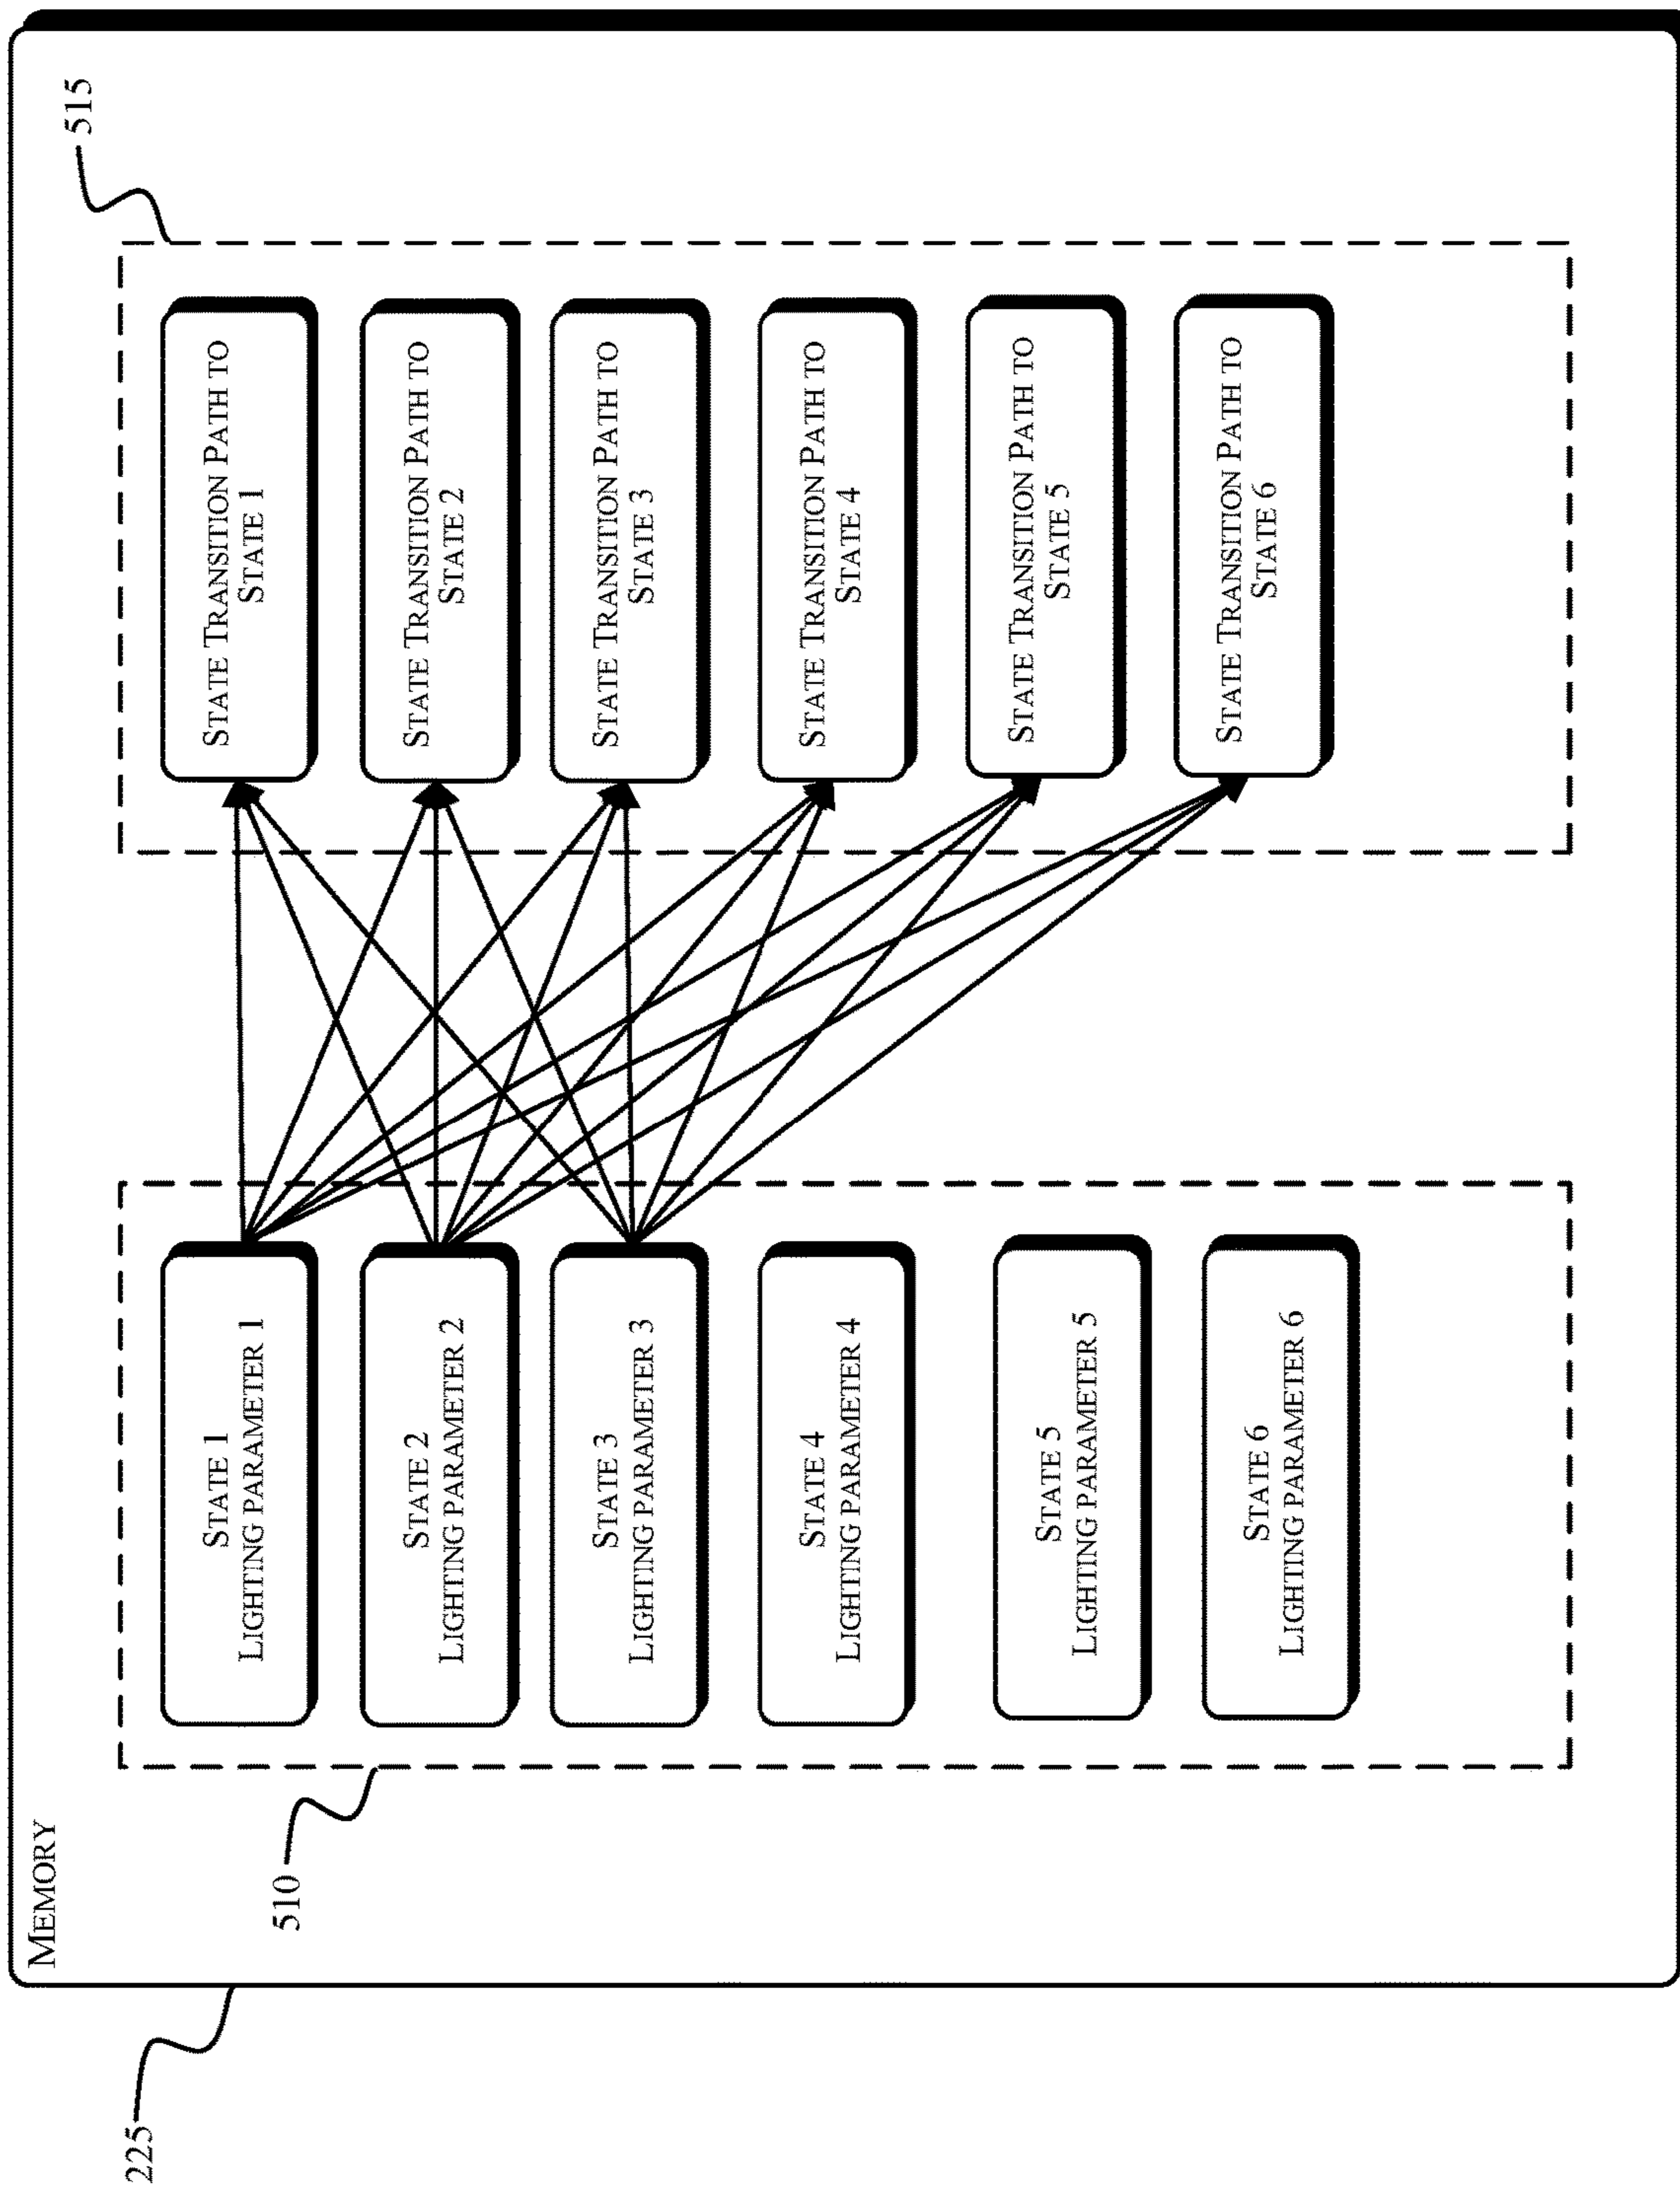 MEMORY
225
510
515
STATE 1
LIGHTING PARAMETER 1
STATE 2
LIGHTING PARAMETER 2
STATE 3
LIGHTING PARAMETER 3
STATE 4
LIGHTING PARAMETER 4
STATE 5
LIGHTING PARAMETER 5
STATE 6
LIGHTING PARAMETER 6
STATE TRANSITION PATH TO
STATE 1
STATE TRANSITION PATH TO
STATE 2
STATE TRANSITION PATH TO
STATE 3
STATE TRANSITION PATH TO
STATE 4
STATE TRANSITION PATH TO
STATE 5
STATE TRANSITION PATH TO
STATE 6